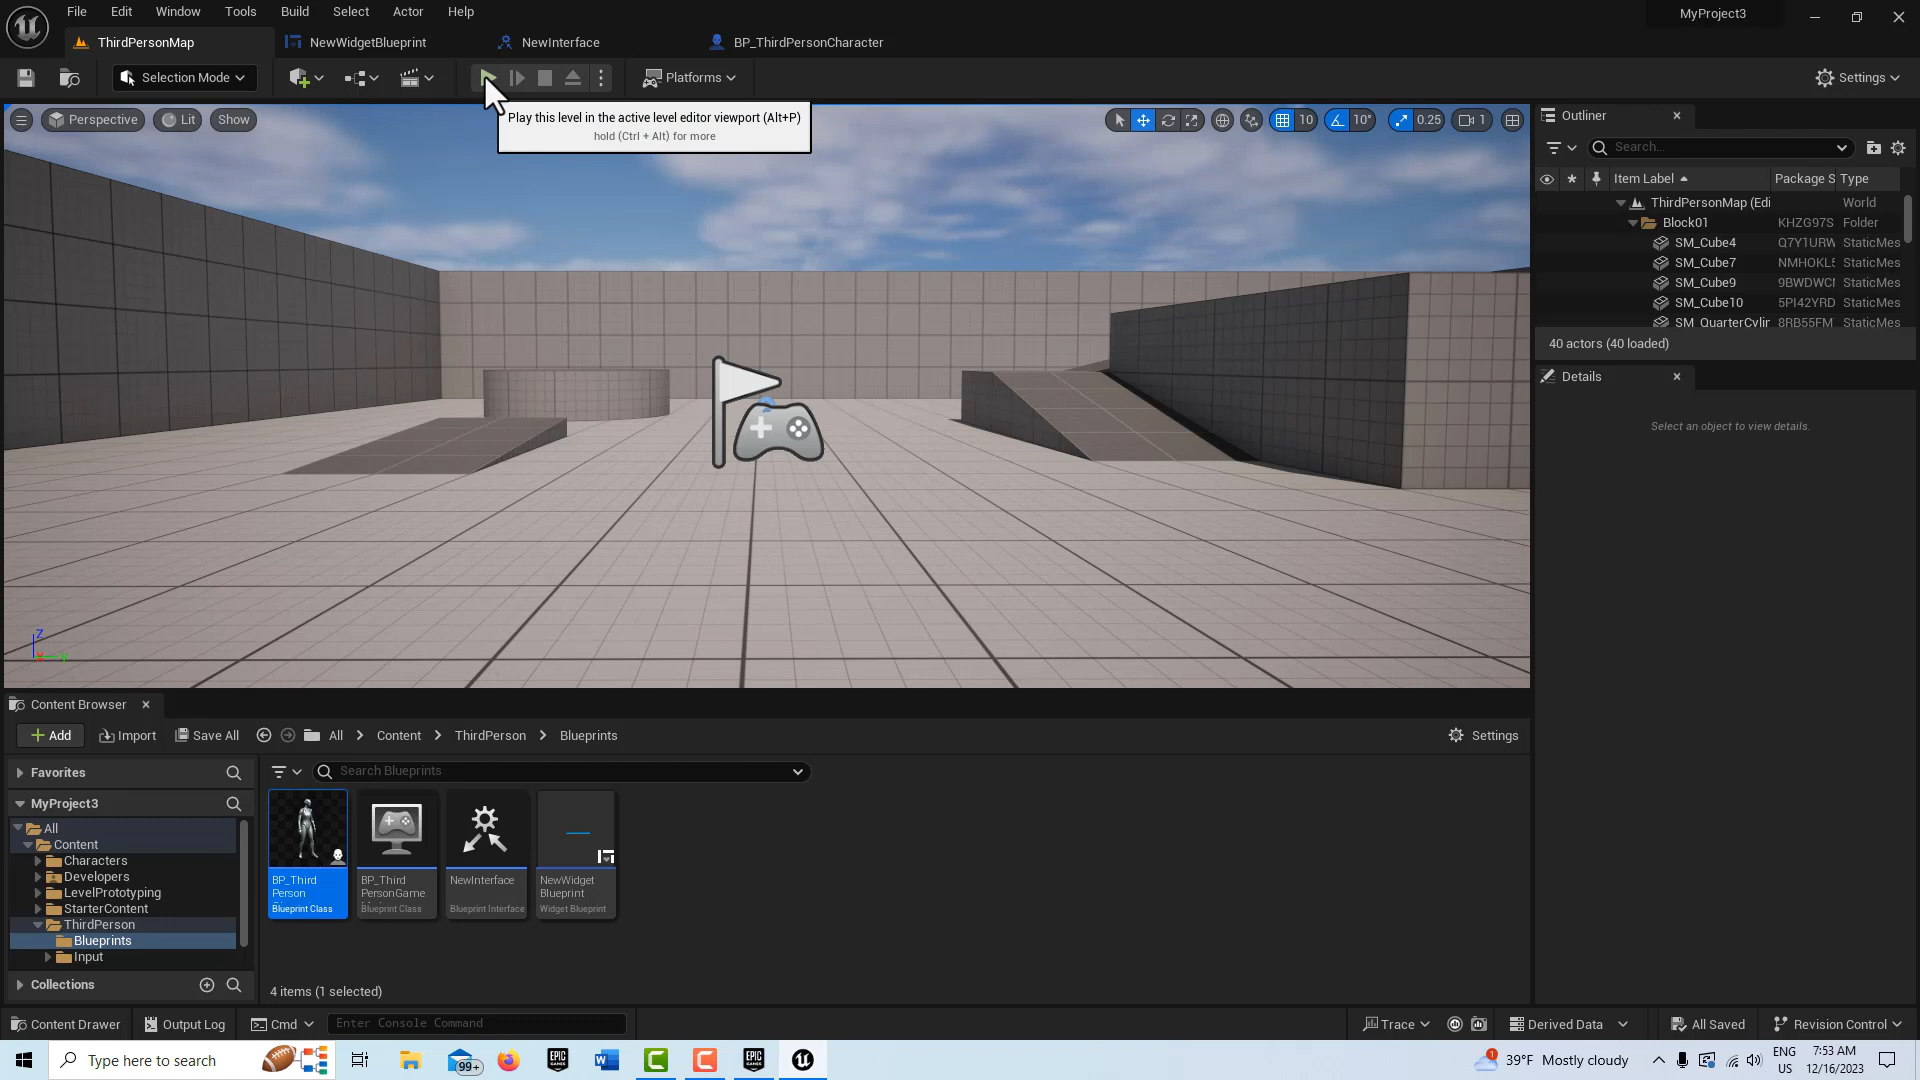 File Edit Window Tools Build Select Actor Help MyProject3
ThirdPersonMap NewWidgetBlueprint NewInterface BP_ThirdPersonCharacter
Selection Mode Platforms Settings
Perspective Lit Show 10 10° 0.25 1
Play this level in the active level editor viewport (Alt+P)
hold (Ctrl + Alt) for more
Outliner
Search...
Item Label Package S Type
ThirdPersonMap (Edi World
Block01 KHZG97S Folder
SM_Cube4 Q7Y1URW StaticMes
SM_Cube7 NMHOKL5 StaticMes
SM_Cube9 9BWDWCI StaticMes
SM_Cube10 5PI42YRD StaticMes
SM_QuarterCylir 8RB55FM StaticMes
40 actors (40 loaded)
Details
Select an object to view details.
Z
Content Browser
Add Import Save All All Content ThirdPerson Blueprints Settings
Favorites
Search Blueprints
MyProject3
All
Content
Characters
Developers
LevelPrototyping
StarterContent
ThirdPerson
Blueprints
Input
Collections
BP_Third
Person
Blueprint Class
BP_Third
PersonGame
Blueprint Class
NewInterface
Blueprint Interface
NewWidget
Blueprint
Widget Blueprint
4 items (1 selected)
Content Drawer Output Log Cmd Enter Console Command Trace Derived Data All Saved Revision Control
Type here to search 99+ EPIC GAMES W EPIC GAMES 1 39°F Mostly cloudy ENG US 7:53 AM 12/16/2023